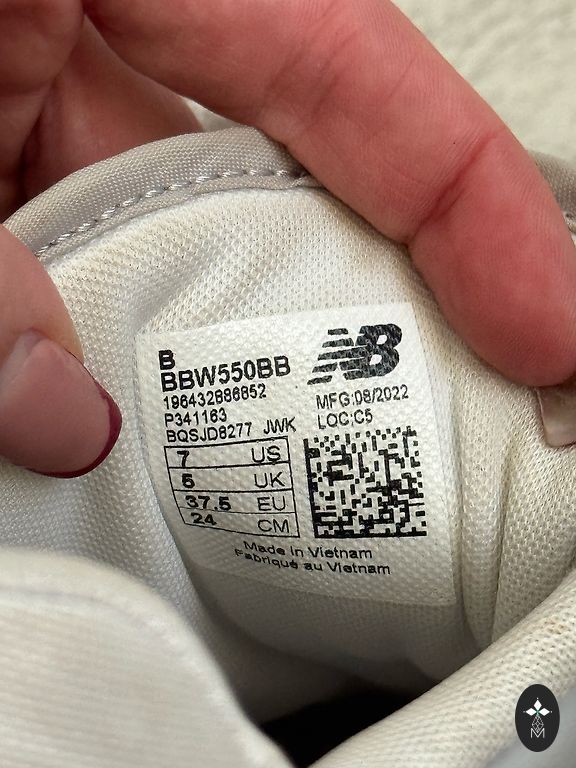 B
BBW550BB
196432886852
P341163
BQSJD8277 JWK
NB
MFG:08/2022
LOC:C5
7 US
5 UK
37.5 EU
24 CM
Made in Vietnam
Fabriqué au Vietnam
M